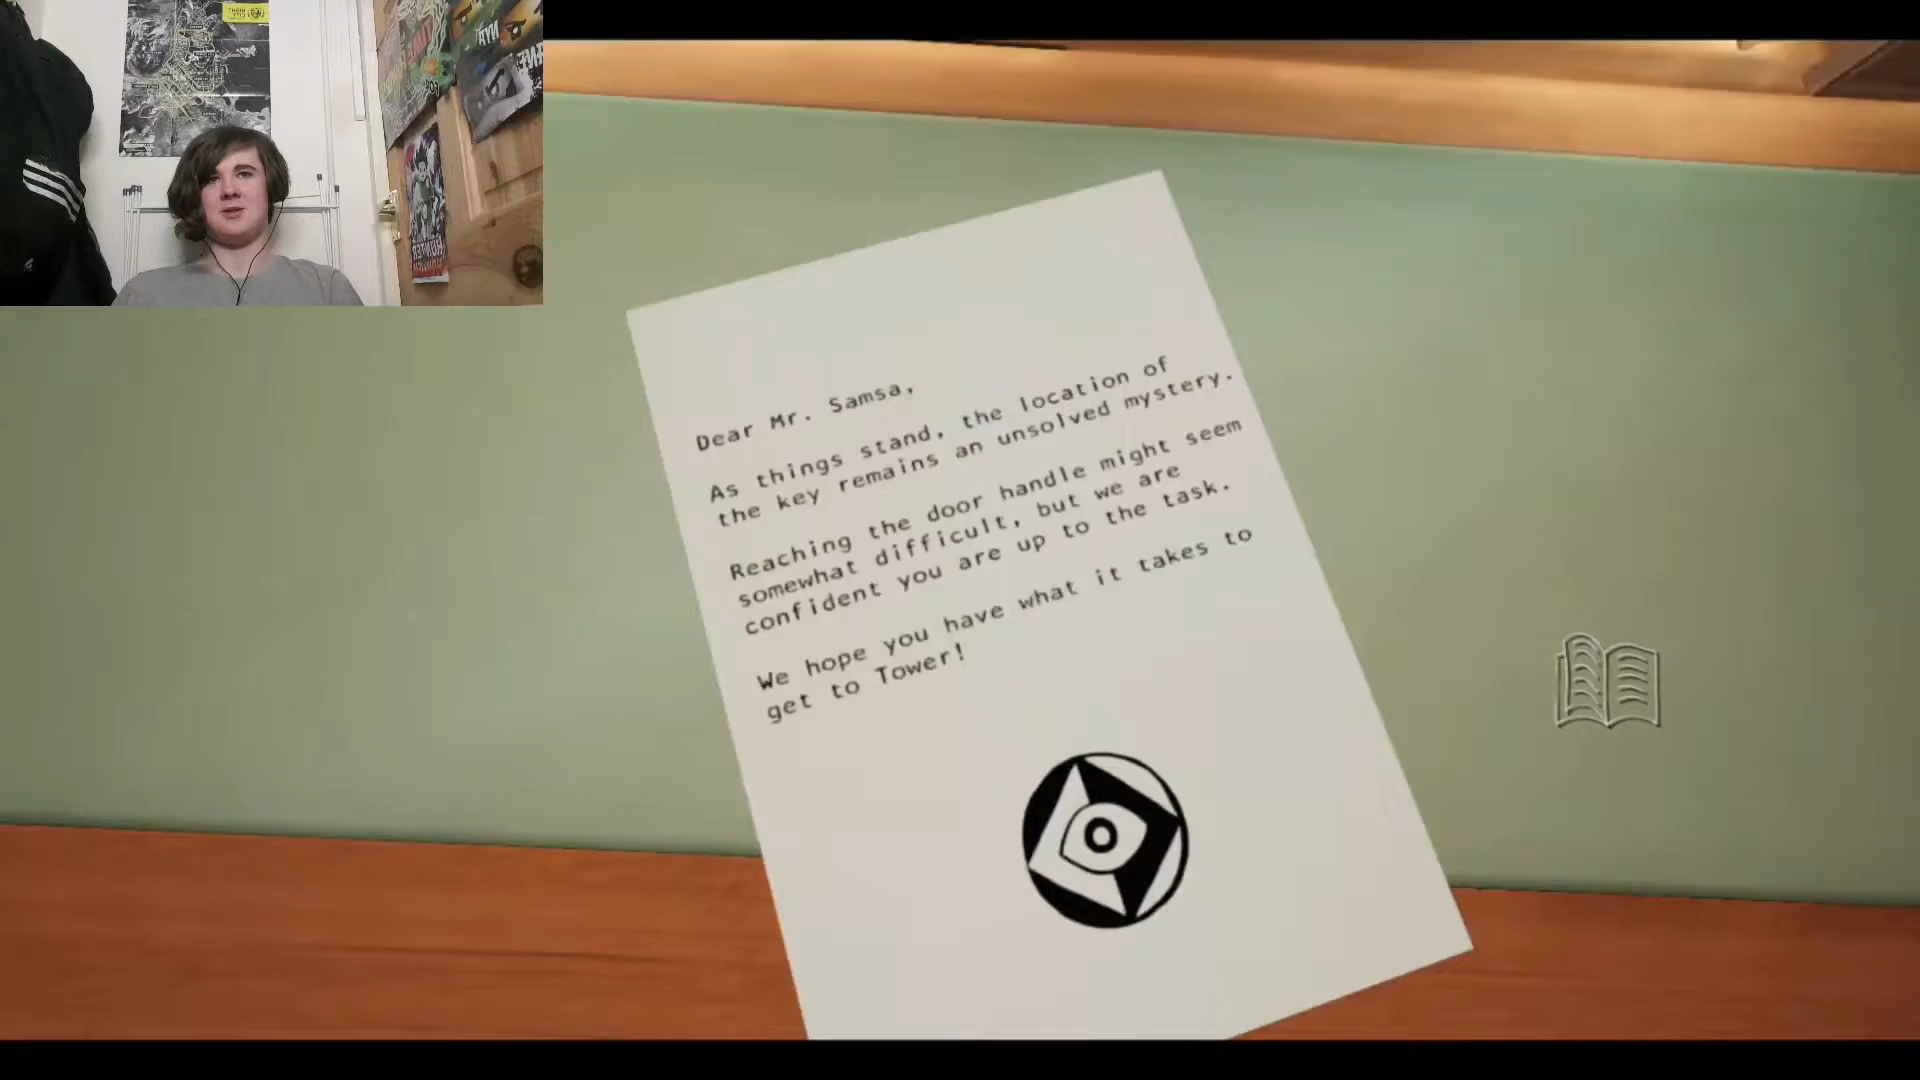 Dear Mr. Samsa,
As things stand, the location of
the key remains an unsolved mystery.
Reaching the door handle might seem
somewhat difficult, but we are
confident you are up to the task.
We hope you have what it takes to
get to Tower!